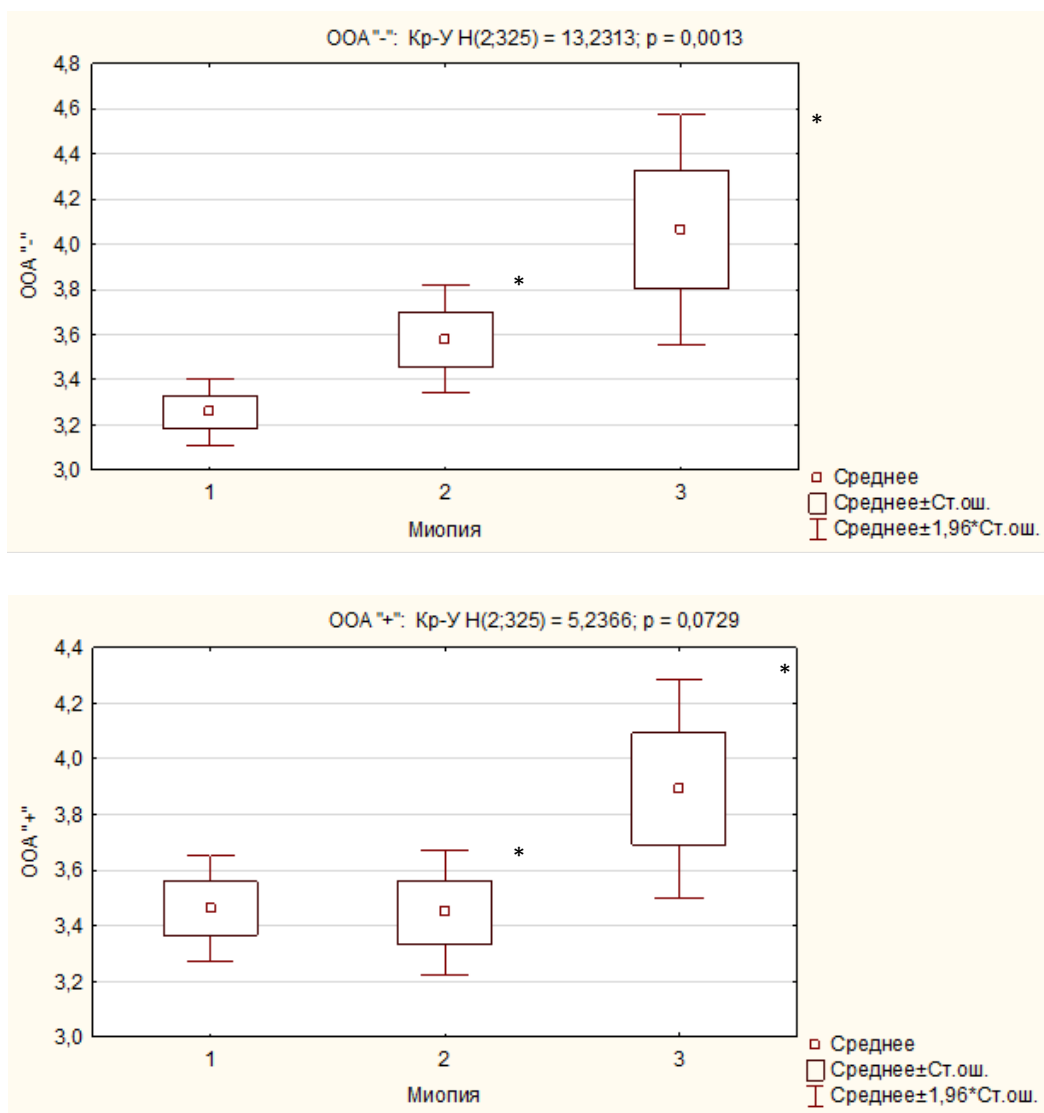 ООА "-":  Кр-У H(2;325) = 13,2313; p = 0,0013
4,8
4,6
*
4,4
4,2
4,0
ООА "-"
3,8
*
3,6
3,4
3,2
3,0
1 2 3
Миопия
Среднее
Среднее±Ст.ош.
Среднее±1,96*Ст.ош.
ООА "+":  Кр-У H(2;325) = 5,2366; p = 0,0729
4,4
*
4,2
4,0
3,8
ООА "+"
*
3,6
3,4
3,2
3,0
1 2 3
Миопия
Среднее
Среднее±Ст.ош.
Среднее±1,96*Ст.ош.